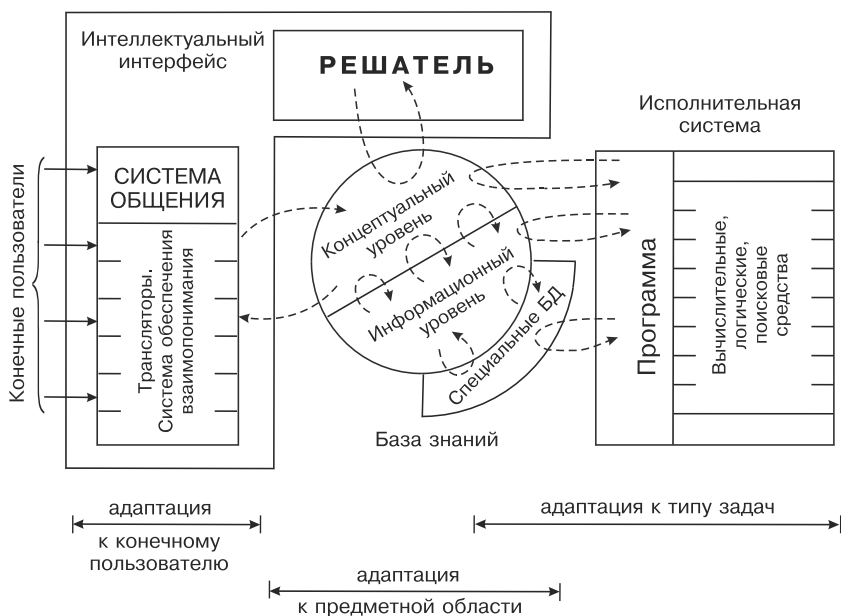 Интеллектуальный
интерфейс
РЕШАТЕЛЬ
Исполнительная
система
Конечные пользователи
СИСТЕМА
ОБЩЕНИЯ
Трансляторы.
Система обеспечения
взаимопонимания
Концептуальный
уровень
Информационный
уровень
Специальные БД
База знаний
Программа
Вычислительные,
логические,
поисковые
средства
адаптация
к конечному
пользователю
адаптация
к предметной области
адаптация к типу задач